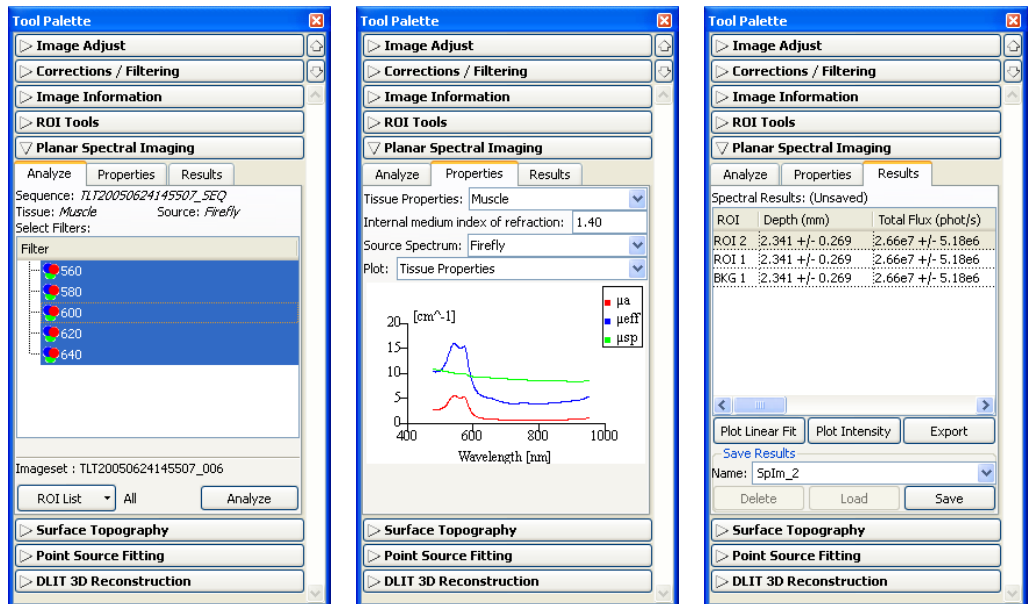 Tool Palette
Image Adjust
Corrections / Filtering
Image Information
ROI Tools
Planar Spectral Imaging
Analyze Properties Results
Sequence: TLT20050624145507_SEQ
Tissue: Muscle Source: Firefly
Select Filters:
Filter
560
580
600
620
640
Imageset : TLT20050624145507_006
ROI List All Analyze
Surface Topography
Point Source Fitting
DLIT 3D Reconstruction
Tool Palette
Image Adjust
Corrections / Filtering
Image Information
ROI Tools
Planar Spectral Imaging
Analyze Properties Results
Tissue Properties: Muscle
Internal medium index of refraction: 1.40
Source Spectrum: Firefly
Plot: Tissue Properties
[cm^-1]
μa
μeff
μsp
20
15
10
5
0
400 600 800 1000
Wavelength [nm]
Surface Topography
Point Source Fitting
DLIT 3D Reconstruction
Tool Palette
Image Adjust
Corrections / Filtering
Image Information
ROI Tools
Planar Spectral Imaging
Analyze Properties Results
Spectral Results: (Unsaved)
ROI Depth (mm) Total Flux (phot/s)
ROI 2 2.341 +/- 0.269 2.66e7 +/- 5.18e6
ROI 1 2.341 +/- 0.269 2.66e7 +/- 5.18e6
BKG 1 2.341 +/- 0.269 2.66e7 +/- 5.18e6
Plot Linear Fit Plot Intensity Export
Save Results
Name: SpIm_2
Delete Load Save
Surface Topography
Point Source Fitting
DLIT 3D Reconstruction